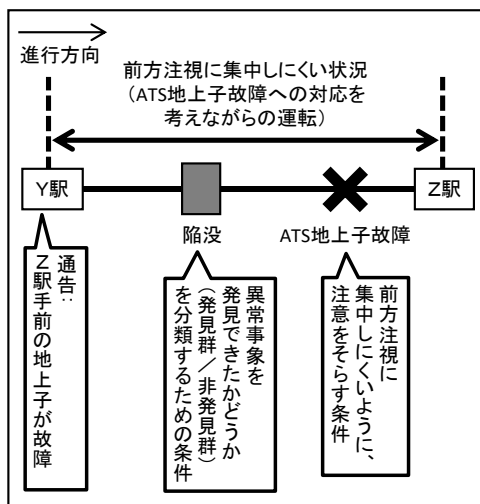 進行方向
前方注視に集中しにくい状況
(ATS地上子故障への対応を
考えながらの運転)
Y駅
Z駅
陥没
ATS地上子故障
通告:
Z駅手前の地上子が故障
異常事象を
発見できたかどうか
(発見群/非発見群)
を分類するための条件
前方注視に
集中しにくいように、
注意をそらす条件